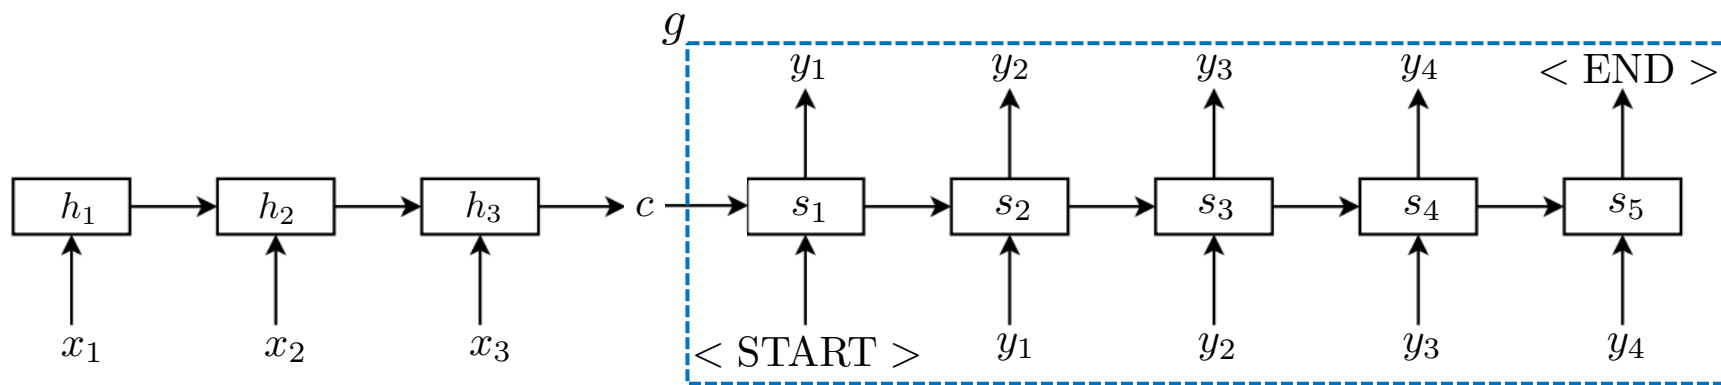 g
y₁ y₂ y₃ y₄ < END >
h₁ h₂ h₃ c s₁ s₂ s₃ s₄ s₅
x₁ x₂ x₃ < START > y₁ y₂ y₃ y₄